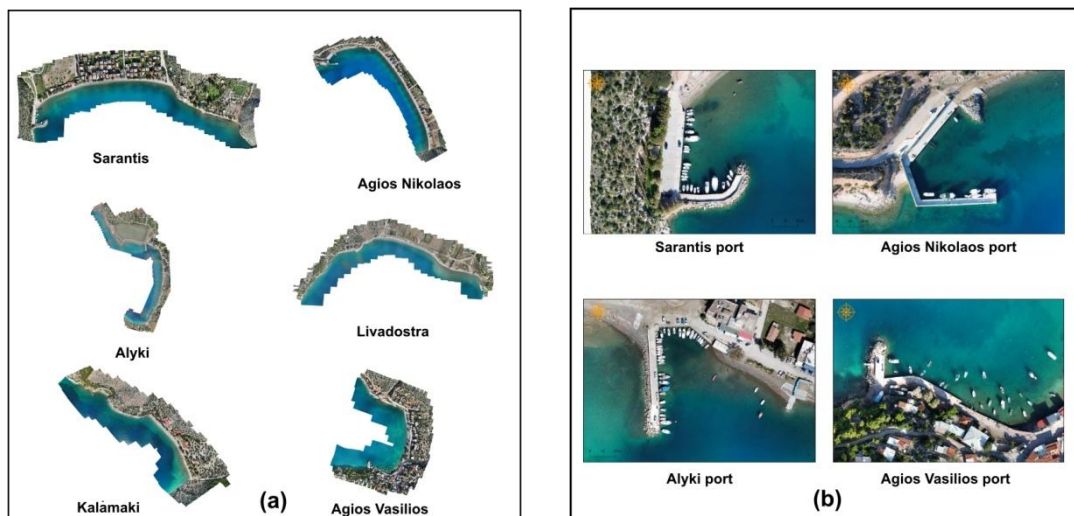 Sarantis
Agios Nikolaos
Alyki
Livadostra
Kalamaki
Agios Vasilios
(a)
Sarantis port
Agios Nikolaos port
Alyki port
Agios Vasilios port
(b)